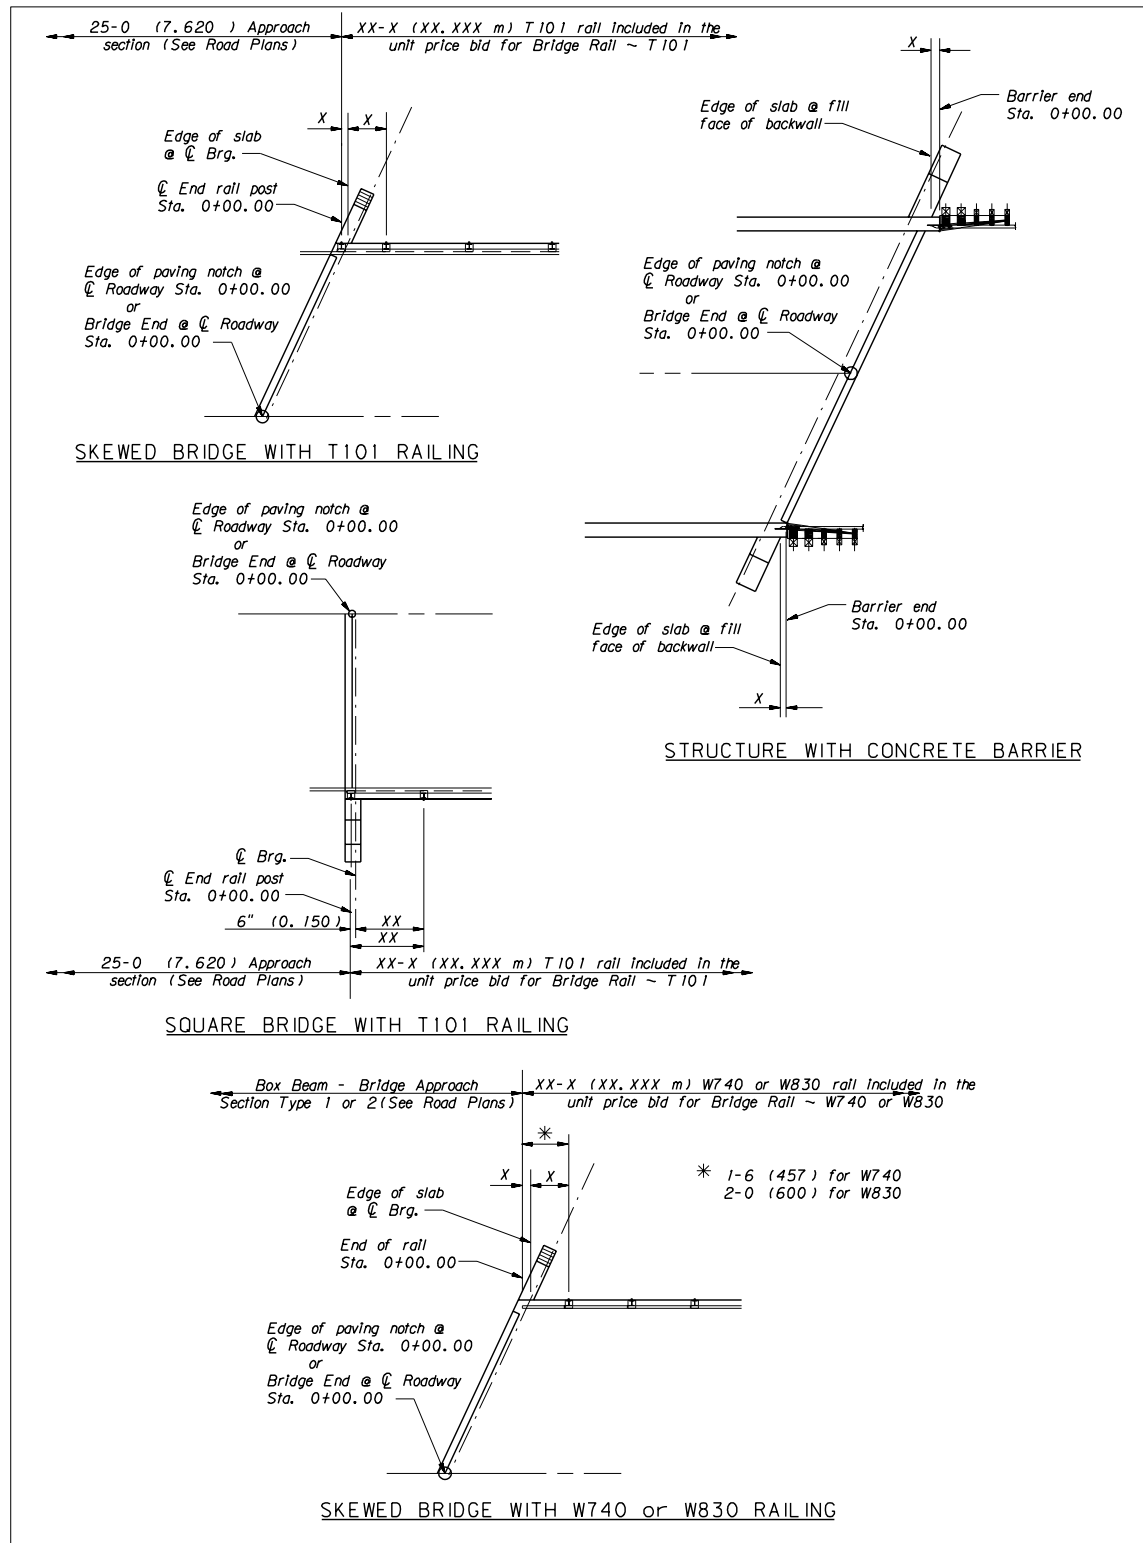 25-0 (7.620 ) Approach
section (See Road Plans)
XX-X (XX.XXX m) T101 rail included in the
unit price bid for Bridge Rail ~ T101
X
X
Edge of slab
@ ℄ Brg.
℄ End rail post
Sta. 0+00.00
Edge of paving notch @
℄ Roadway Sta. 0+00.00
or
Bridge End @ ℄ Roadway
Sta. 0+00.00
SKEWED BRIDGE WITH T101 RAILING
X
Edge of slab @ fill
face of backwall
Barrier end
Sta. 0+00.00
Edge of paving notch @
℄ Roadway Sta. 0+00.00
or
Bridge End @ ℄ Roadway
Sta. 0+00.00
Barrier end
Sta. 0+00.00
Edge of slab @ fill
face of backwall
X
STRUCTURE WITH CONCRETE BARRIER
Edge of paving notch @
℄ Roadway Sta. 0+00.00
or
Bridge End @ ℄ Roadway
Sta. 0+00.00
℄ Brg.
℄ End rail post
Sta. 0+00.00
6" (0.150)
XX
XX
25-0 (7.620) Approach
section (See Road Plans)
XX-X (XX.XXX m) T101 rail included in the
unit price bid for Bridge Rail ~ T101
SQUARE BRIDGE WITH T101 RAILING
Box Beam - Bridge Approach
Section Type 1 or 2(See Road Plans)
XX-X (XX.XXX m) W740 or W830 rail included in the
unit price bid for Bridge Rail ~ W740 or W830
*
X
X
* 1-6 (457) for W740
2-0 (600) for W830
Edge of slab
@ ℄ Brg.
End of rail
Sta. 0+00.00
Edge of paving notch @
℄ Roadway Sta. 0+00.00
or
Bridge End @ ℄ Roadway
Sta. 0+00.00
SKEWED BRIDGE WITH W740 or W830 RAILING